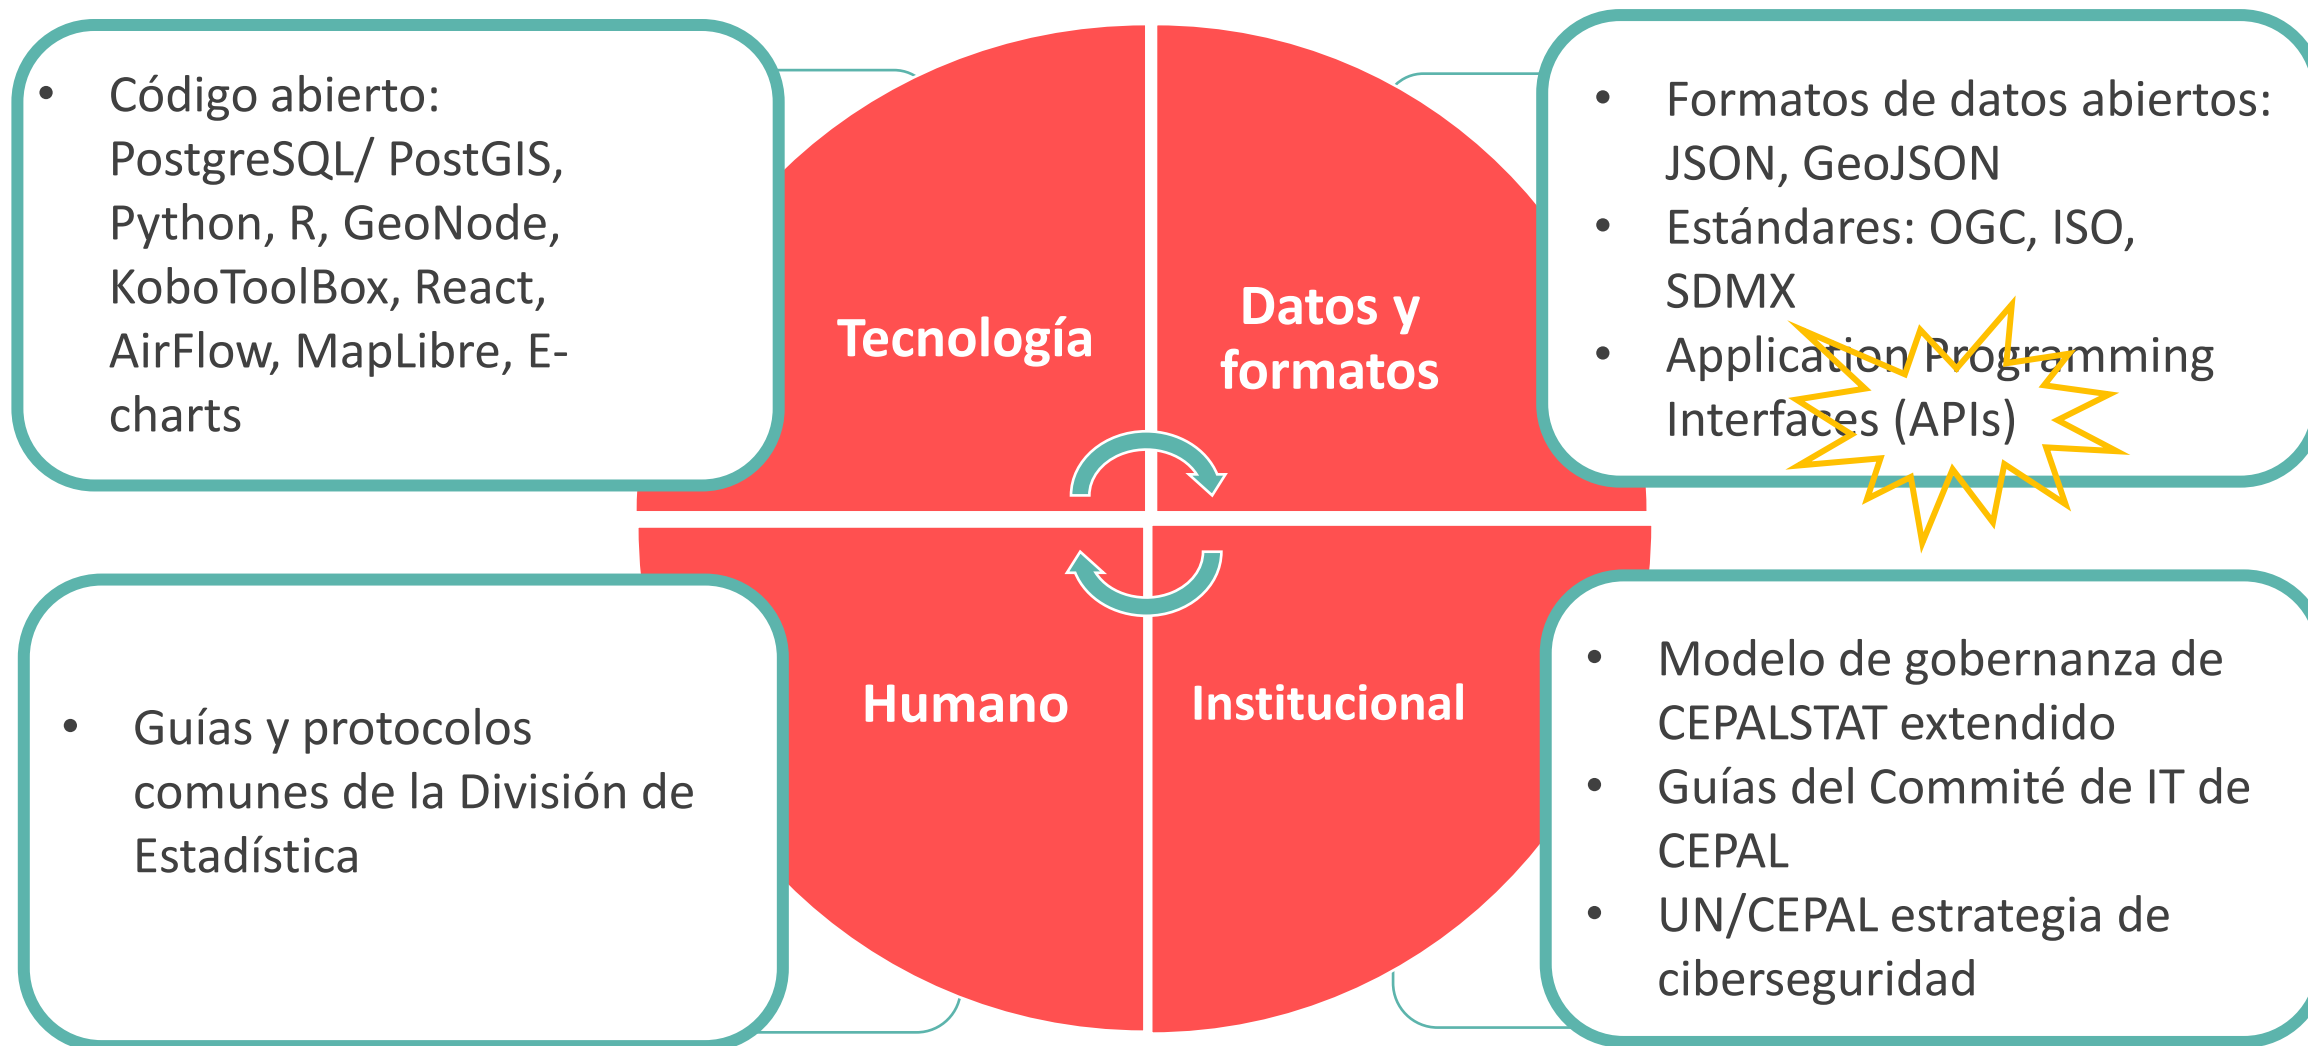 • Código abierto:
PostgreSQL/ PostGIS,
Python, R, GeoNode,
KoboToolBox, React,
AirFlow, MapLibre, E-
charts
Tecnología
Datos y
formatos
• Formatos de datos abiertos:
JSON, GeoJSON
• Estándares: OGC, ISO,
SDMX
• Application Programming
Interfaces (APIs)
• Guías y protocolos
comunes de la División de
Estadística
Humano
Institucional
• Modelo de gobernanza de
CEPALSTAT extendido
• Guías del Commité de IT de
CEPAL
• UN/CEPAL estrategia de
ciberseguridad